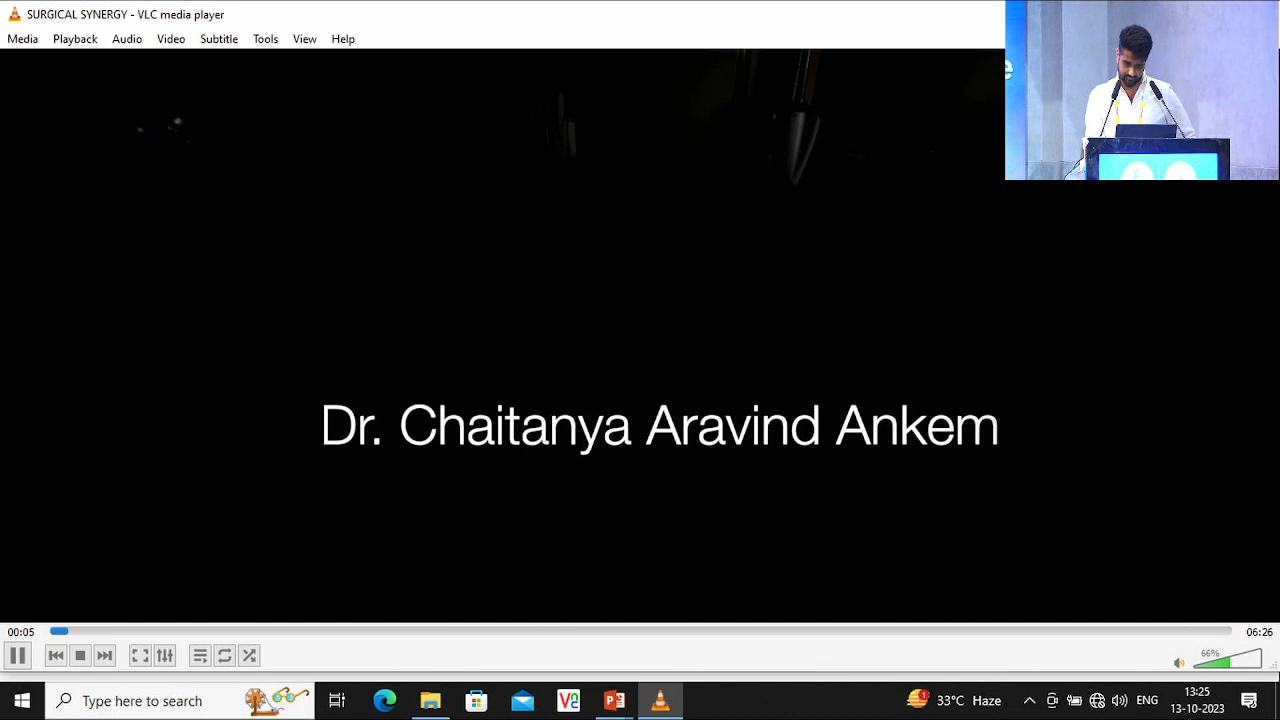 SURGICAL SYNERGY - VLC media player
Media Playback Audio Video Subtitle Tools View Help
e
Dr. Chaitanya Aravind Ankem
00:05
06:26
66%
Type here to search
33°C Haze
ENG
13:25
13-10-2023